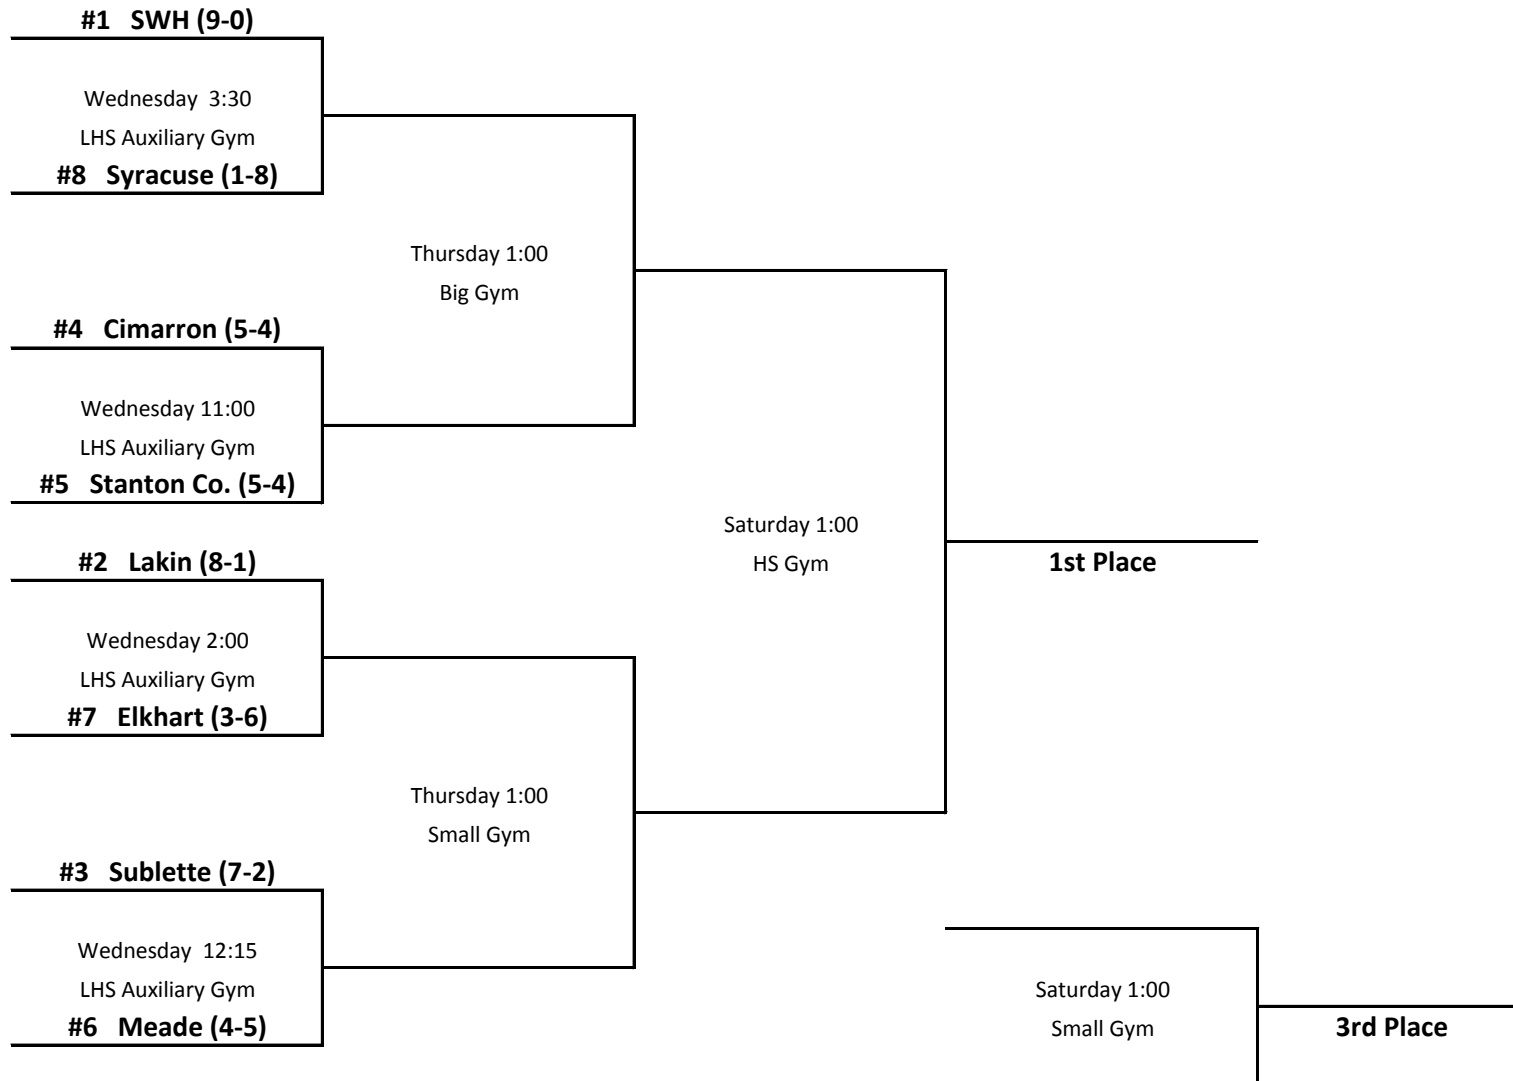 #1 SWH (9-0)
Wednesday 3:30
LHS Auxiliary Gym
#8 Syracuse (1-8)
Thursday 1:00
Big Gym
#4 Cimarron (5-4)
Wednesday 11:00
LHS Auxiliary Gym
#5 Stanton Co. (5-4)
Saturday 1:00
HS Gym
1st Place
#2 Lakin (8-1)
Wednesday 2:00
LHS Auxiliary Gym
#7 Elkhart (3-6)
Thursday 1:00
Small Gym
#3 Sublette (7-2)
Wednesday 12:15
LHS Auxiliary Gym
#6 Meade (4-5)
Saturday 1:00
Small Gym
3rd Place